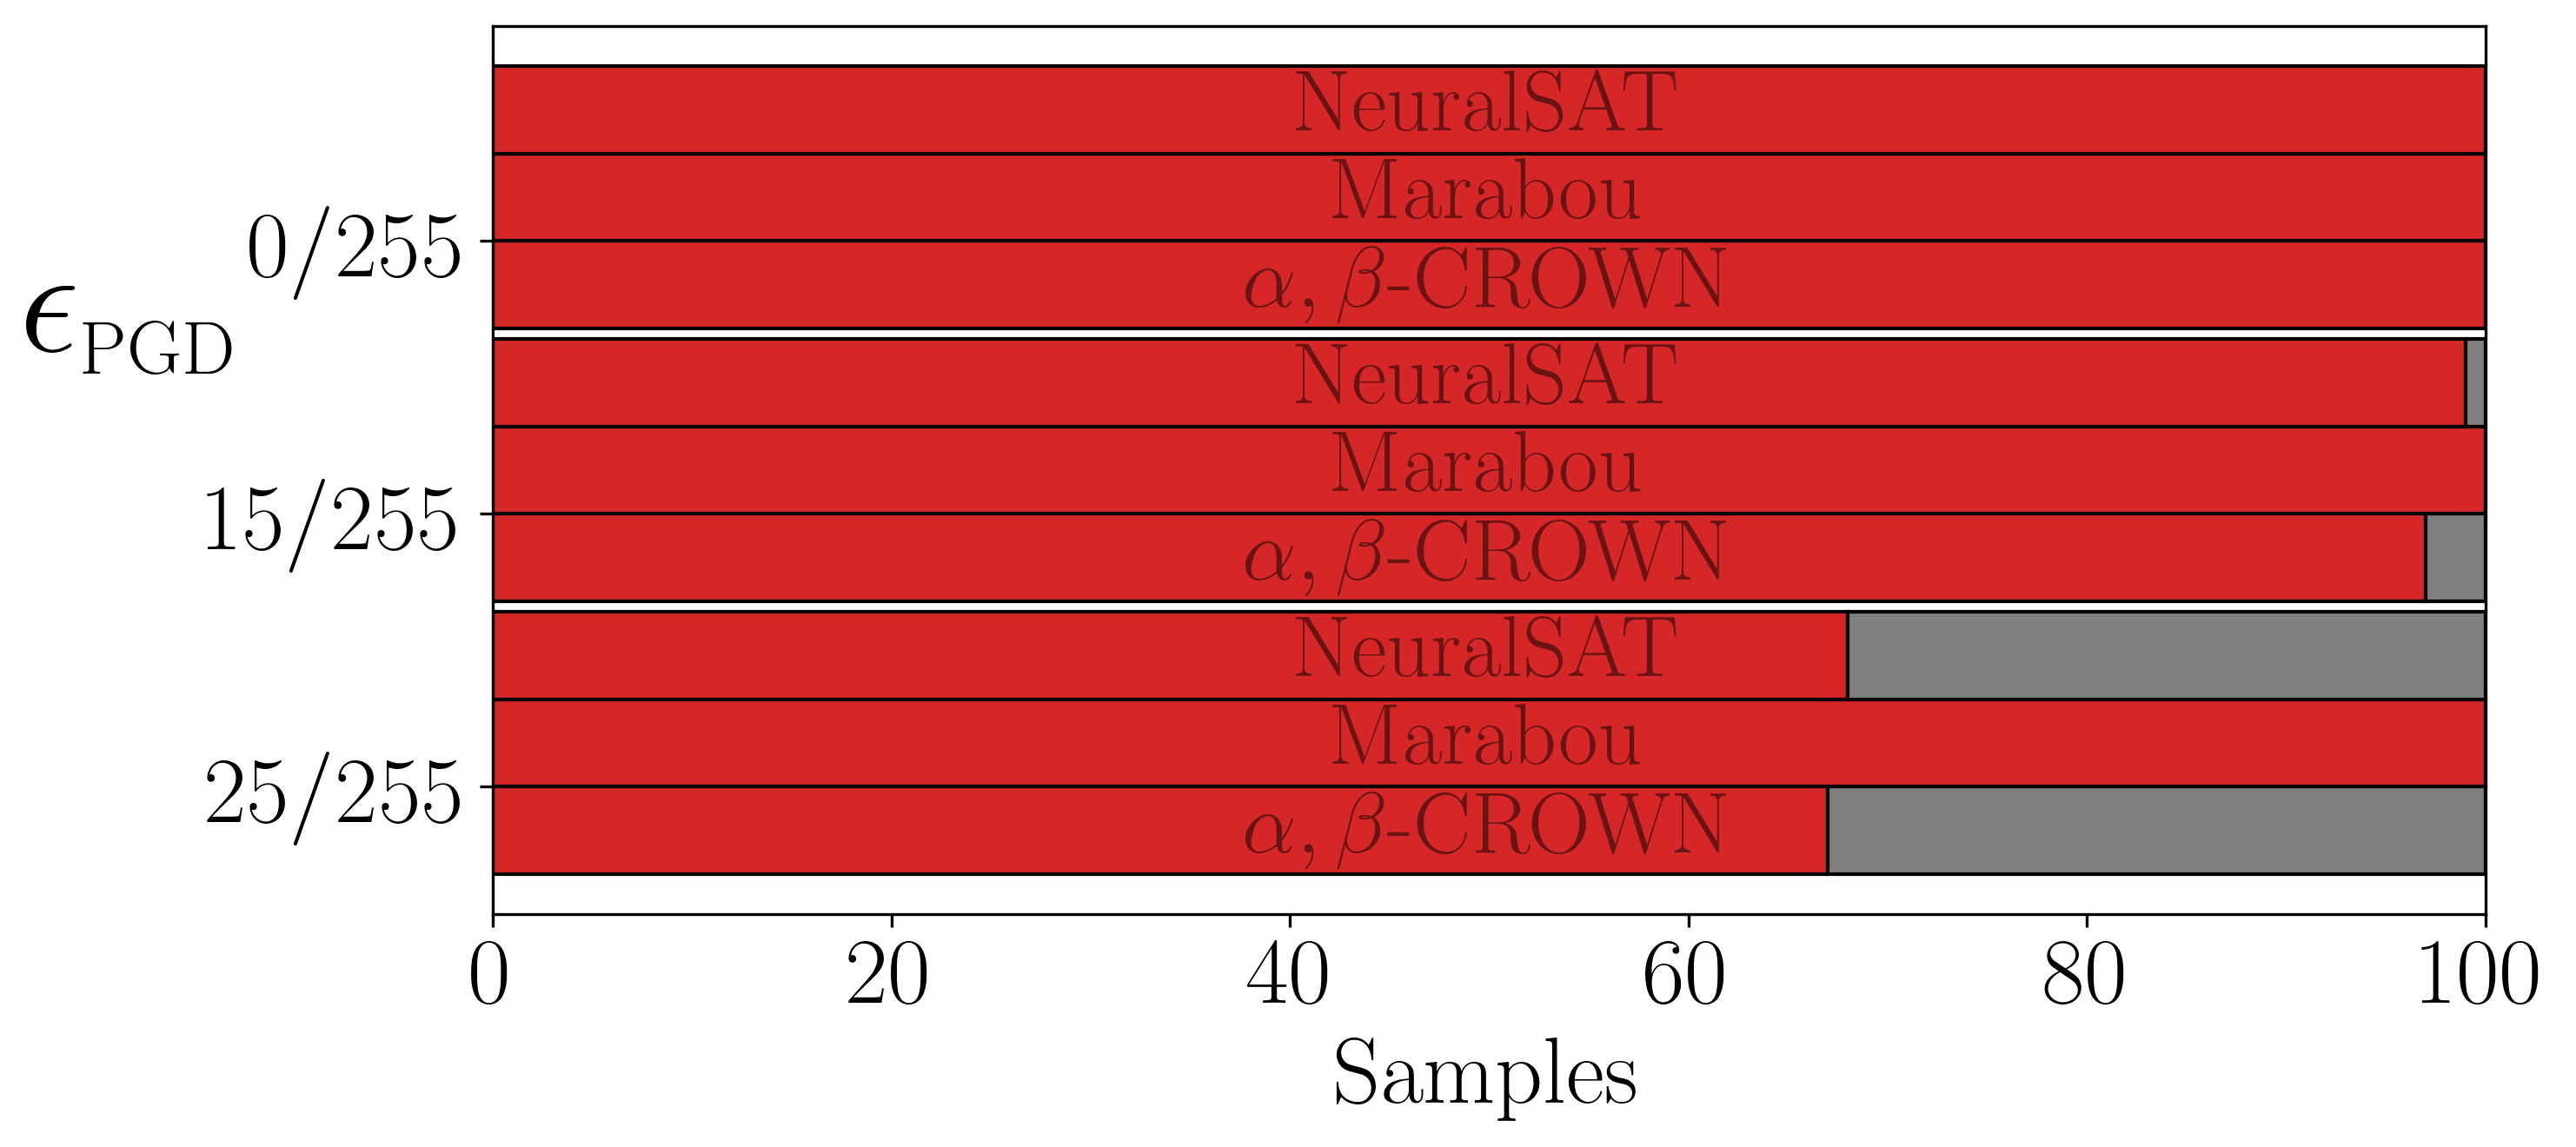 NeuralSAT
Marabou
0/255
α, β-CROWN
ϵPGD
NeuralSAT
Marabou
15/255
α, β-CROWN
NeuralSAT
Marabou
25/255
α, β-CROWN
0 20 40 60 80 100
Samples